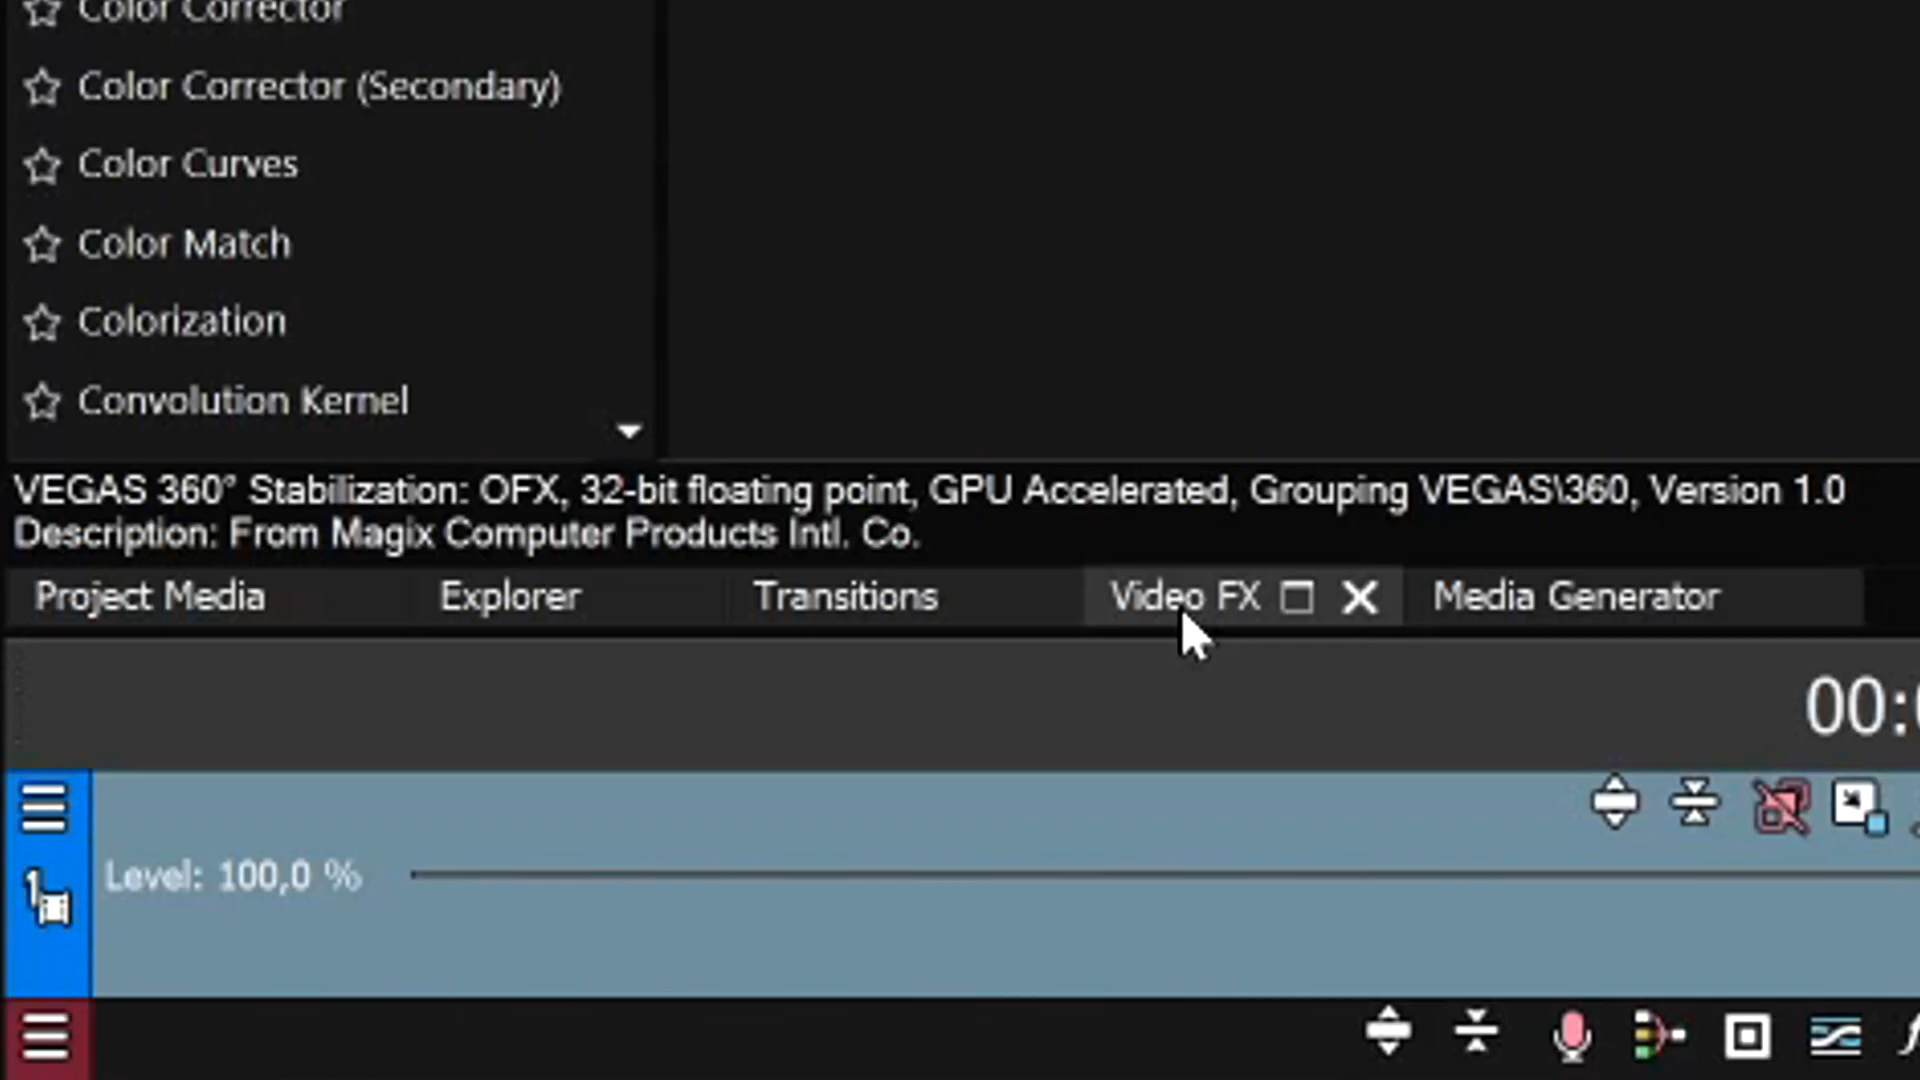 Color Corrector
Color Corrector (Secondary)
Color Curves
Color Match
Colorization
Convolution Kernel
VEGAS 360° Stabilization: OFX, 32-bit floating point, GPU Accelerated, Grouping VEGAS\360, Version 1.0
Description: From Magix Computer Products Intl. Co.
Project Media Explorer Transitions Video FX Media Generator
00:
Level: 100,0 %
1